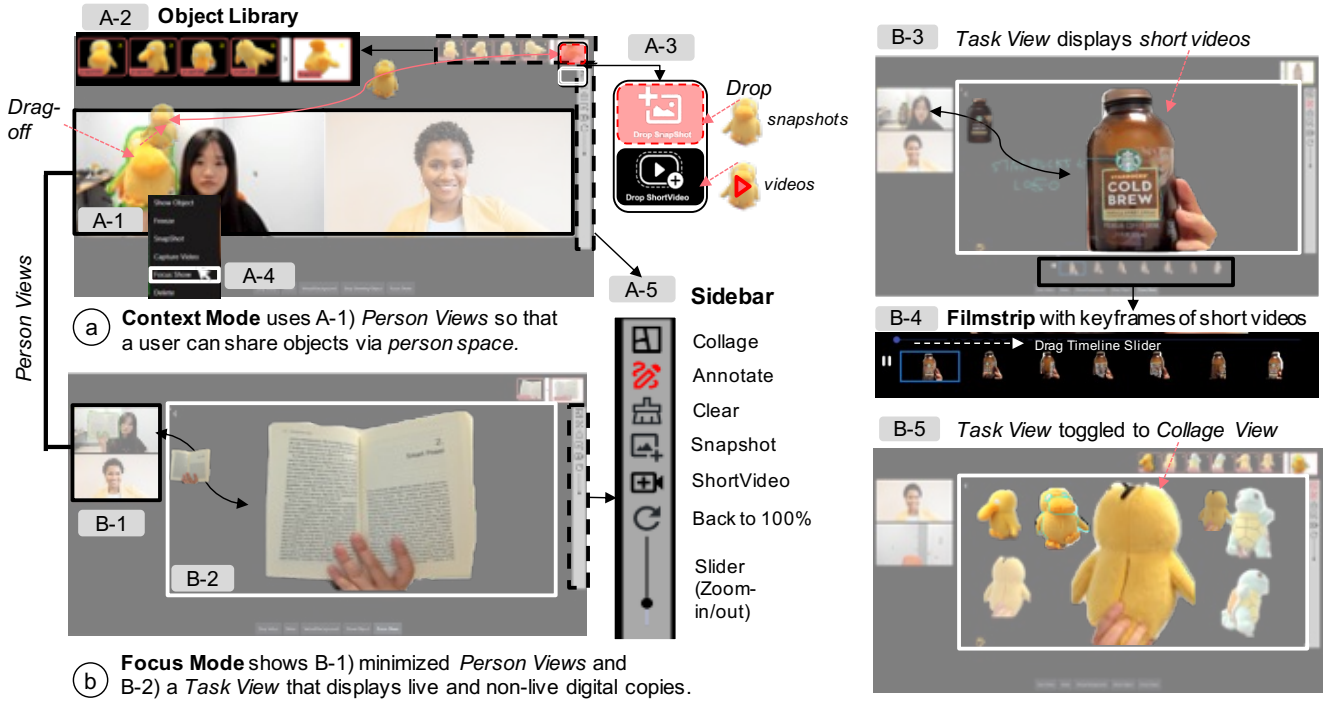 A-2 Object Library
A-3
Drop
snapshots
Drop SnapShot
Drop ShortVideo
videos
Drag-
off
A-1
Show Object
Freeze
SnapShot
Capture Video
Focus Show
Delete
A-4
Person Views
a Context Mode uses A-1) Person Views so that
a user can share objects via person space.
A-5 Sidebar
Collage
Annotate
Clear
Snapshot
ShortVideo
Back to 100%
Slider
(Zoom-
in/out)
B-1
2.
Smart Power
B-2
b Focus Mode shows B-1) minimized Person Views and
B-2) a Task View that displays live and non-live digital copies.
B-3 Task View displays short videos
STARBUCKS
COLD
BREW
B-4 Filmstrip with keyframes of short videos
Drag Timeline Slider
B-5 Task View toggled to Collage View